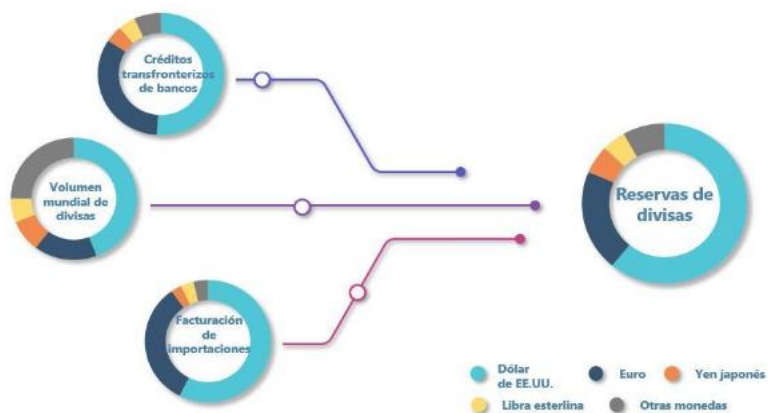 Créditos
transfronterizos
de bancos
Volumen
mundial de
divisas
Facturación
de
importaciones
Reservas de
divisas
Dólar
de EE.UU.
Euro
Yen japonés
Libra esterlina
Otras monedas